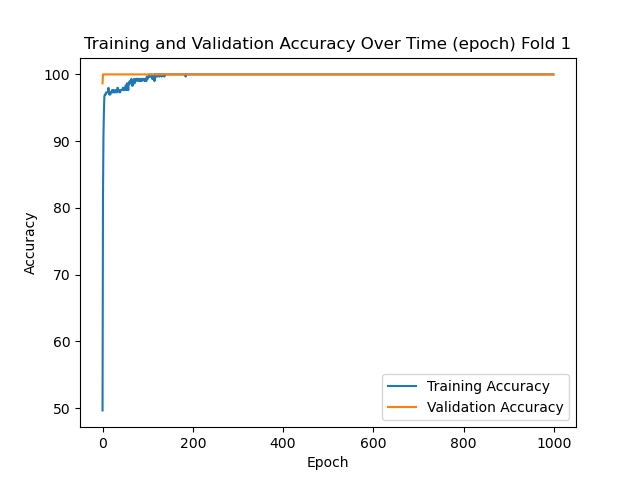 Training and Validation Accuracy Over Time (epoch) Fold 1
100
90
80
70
60
50
Accuracy
0
200
400
600
800
1000
Epoch
Training Accuracy
Validation Accuracy